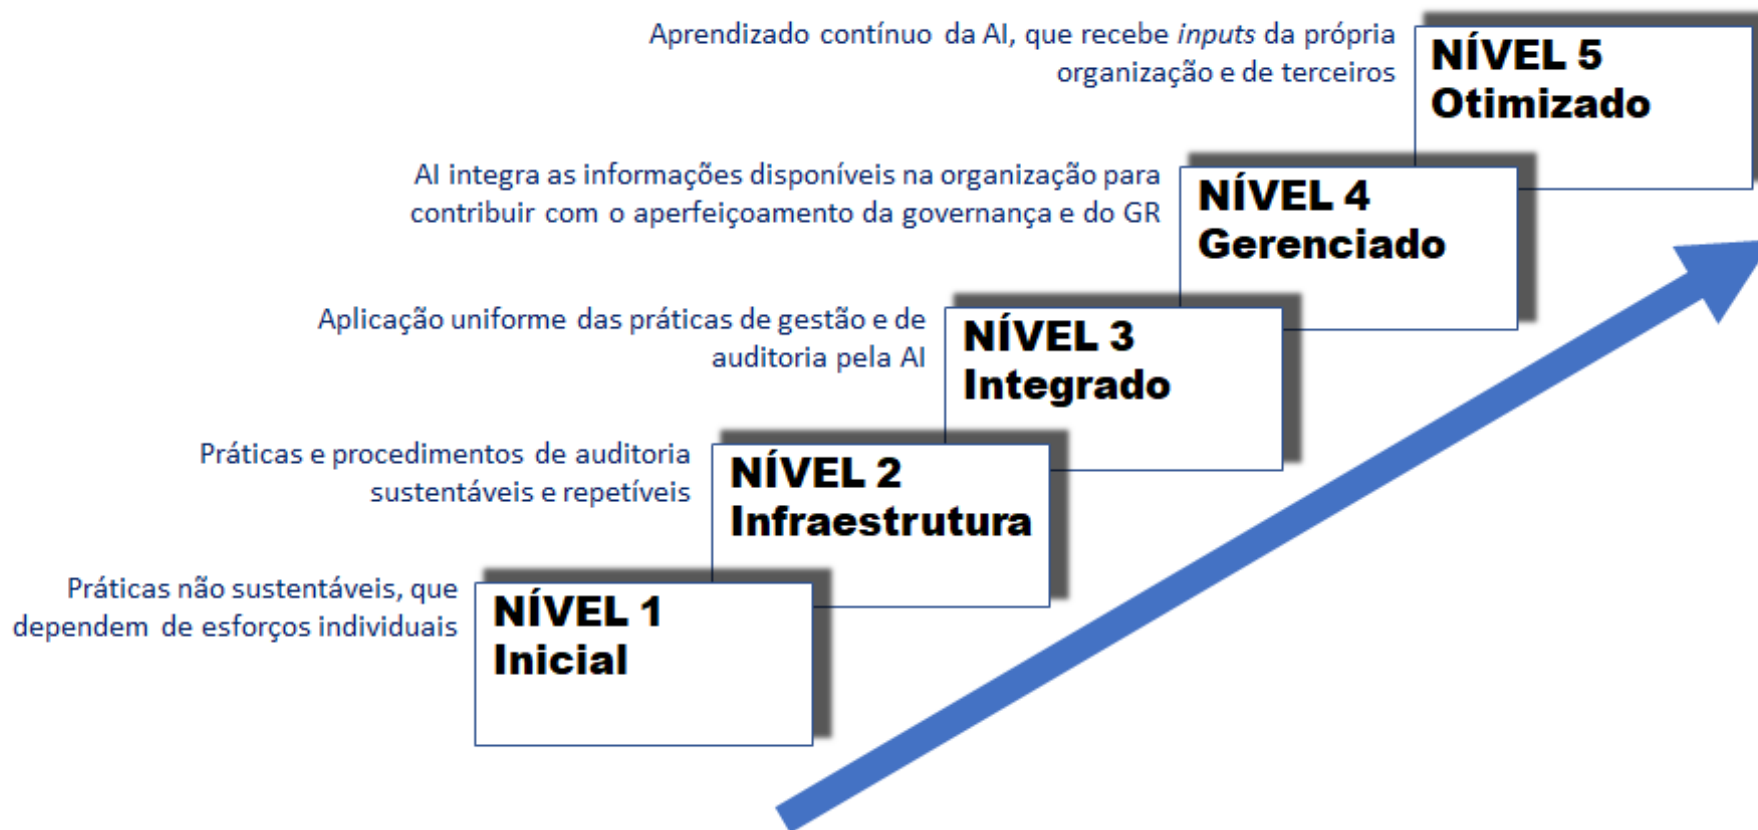 Aprendizado contínuo da AI, que recebe inputs da própria
organização e de terceiros
NÍVEL 5
Otimizado
AI integra as informações disponíveis na organização para
contribuir com o aperfeiçoamento da governança e do GR
NÍVEL 4
Gerenciado
Aplicação uniforme das práticas de gestão e de
auditoria pela AI
NÍVEL 3
Integrado
Práticas e procedimentos de auditoria
sustentáveis e repetíveis
NÍVEL 2
Infraestrutura
Práticas não sustentáveis, que
dependem de esforços individuais
NÍVEL 1
Inicial